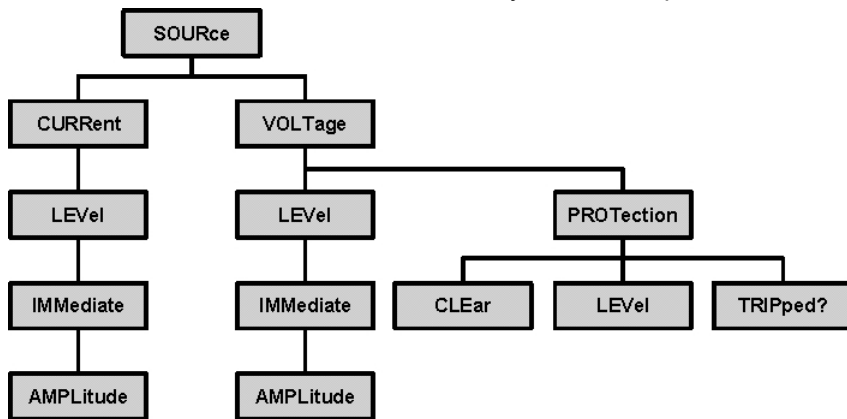 SOURce
CURRent
VOLTage
LEVel
LEVel
PROTection
IMMediate
IMMediate
CLEar
LEVel
TRIPped?
AMPLitude
AMPLitude